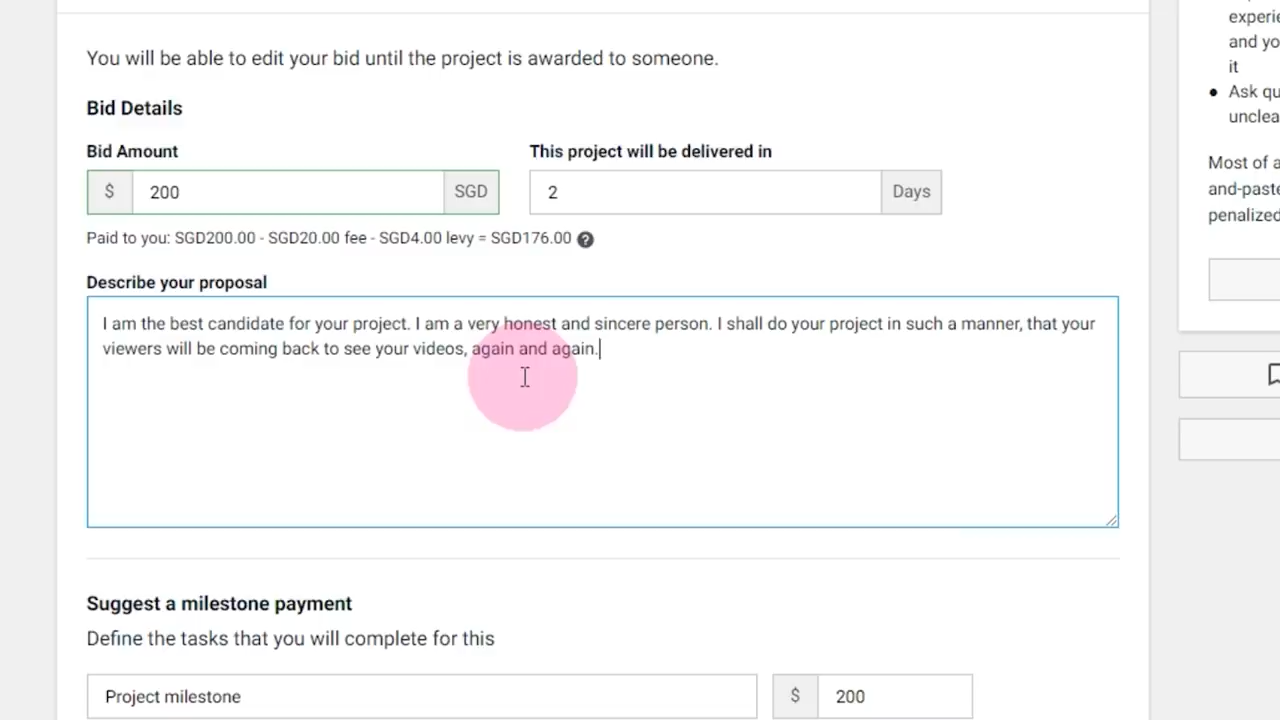 You will be able to edit your bid until the project is awarded to someone.
Bid Details
Bid Amount
This project will be delivered in
$ 200 SGD
2 Days
Paid to you: SGD200.00 - SGD20.00 fee - SGD4.00 levy = SGD176.00 ?
Describe your proposal
I am the best candidate for your project. I am a very honest and sincere person. I shall do your project in such a manner, that your
viewers will be coming back to see your videos, again and again.
Suggest a milestone payment
Define the tasks that you will complete for this
Project milestone
$ 200
and yo
it
Ask qu
unclea
Most of a
and-paste
penalized